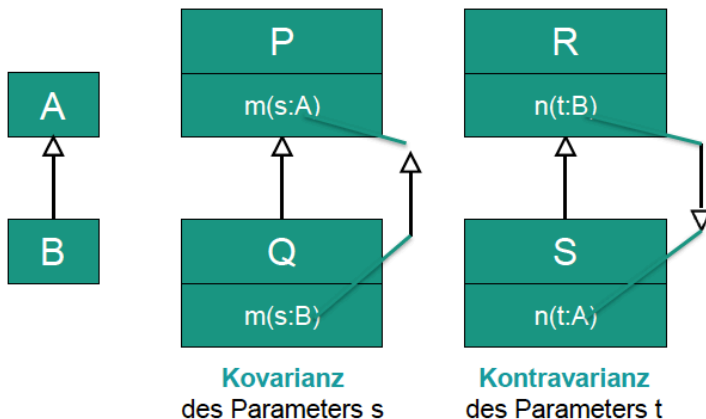 A
B
P
m(s:A)
Q
m(s:B)
Kovarianz
des Parameters s
R
n(t:B)
S
n(t:A)
Kontravarianz
des Parameters t